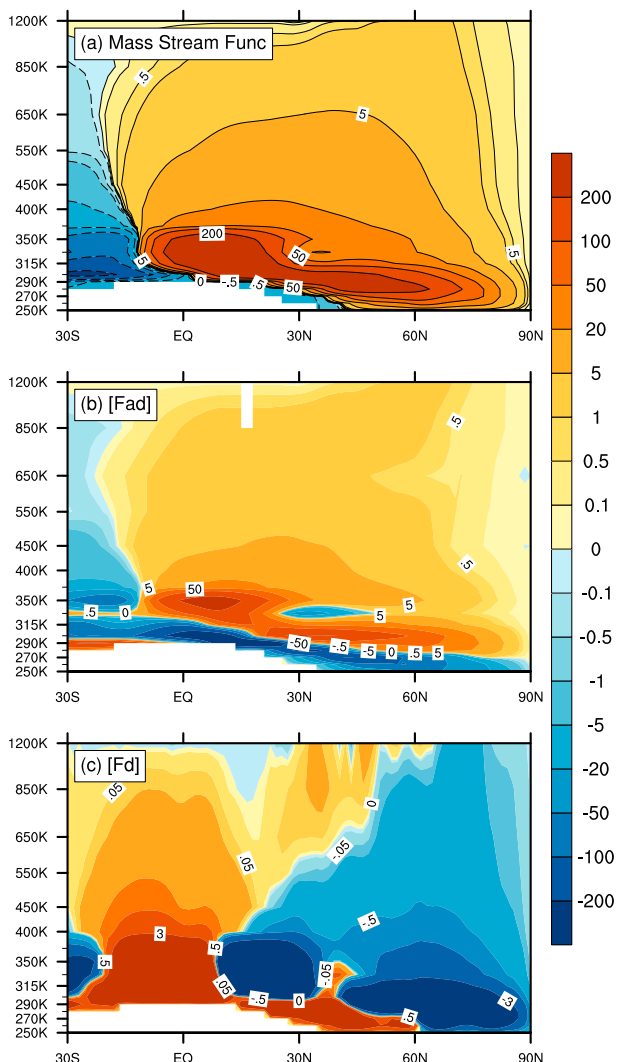 1200K
(a) Mass Stream Func
850K
650K
550K
450K
400K
350K
315K
290K
270K
250K
30S EQ 30N 60N 90N
.5
5
200
50
.5
.5
0 -.5 .5 50
1200K
(b) [Fad]
850K
650K
550K
450K
400K
350K
315K
290K
270K
250K
30S EQ 30N 60N 90N
.5
.5
5 50 5
.5 0 5
-50 -.5 -5 0 .5 5
1200K
(c) [Fd]
850K
650K
550K
450K
400K
350K
315K
290K
270K
250K
30S EQ 30N 60N 90N
.05
0
.05 -.05
-.5
3 .5
.5 -.05
.05 -.5 0 -3
.5
200
100
50
20
5
1
0.5
0.1
0
-0.1
-0.5
-1
-5
-20
-50
-100
-200